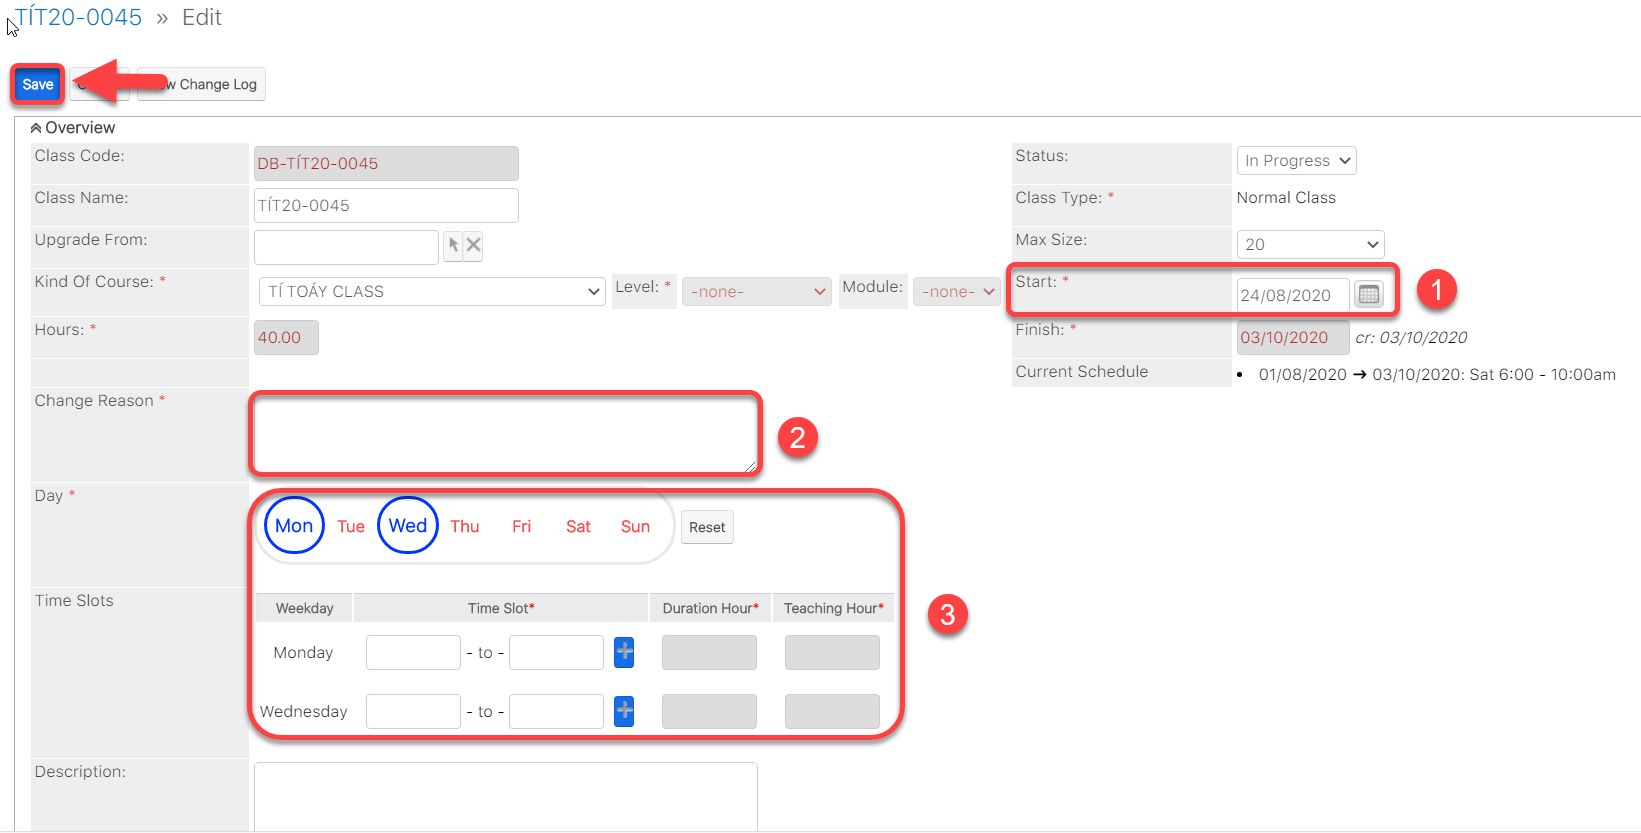 TÍT20-0045 » Edit
Save View Change Log
Overview
Class Code: DB-TÍT20-0045 Status: In Progress
Class Name: TÍT20-0045 Class Type: * Normal Class
Upgrade From: Max Size: 20
Kind Of Course: * TÍ TOÁY CLASS Level: * -none- Module: -none- Start: * 24/08/2020 1
Hours: * 40.00 Finish: * 03/10/2020 cr: 03/10/2020
Current Schedule • 01/08/2020 → 03/10/2020: Sat 6:00 - 10:00am
Change Reason * 2
Day * Mon Tue Wed Thu Fri Sat Sun Reset
Time Slots
Weekday Time Slot* Duration Hour* Teaching Hour* 3
Monday - to -
Wednesday - to -
Description: